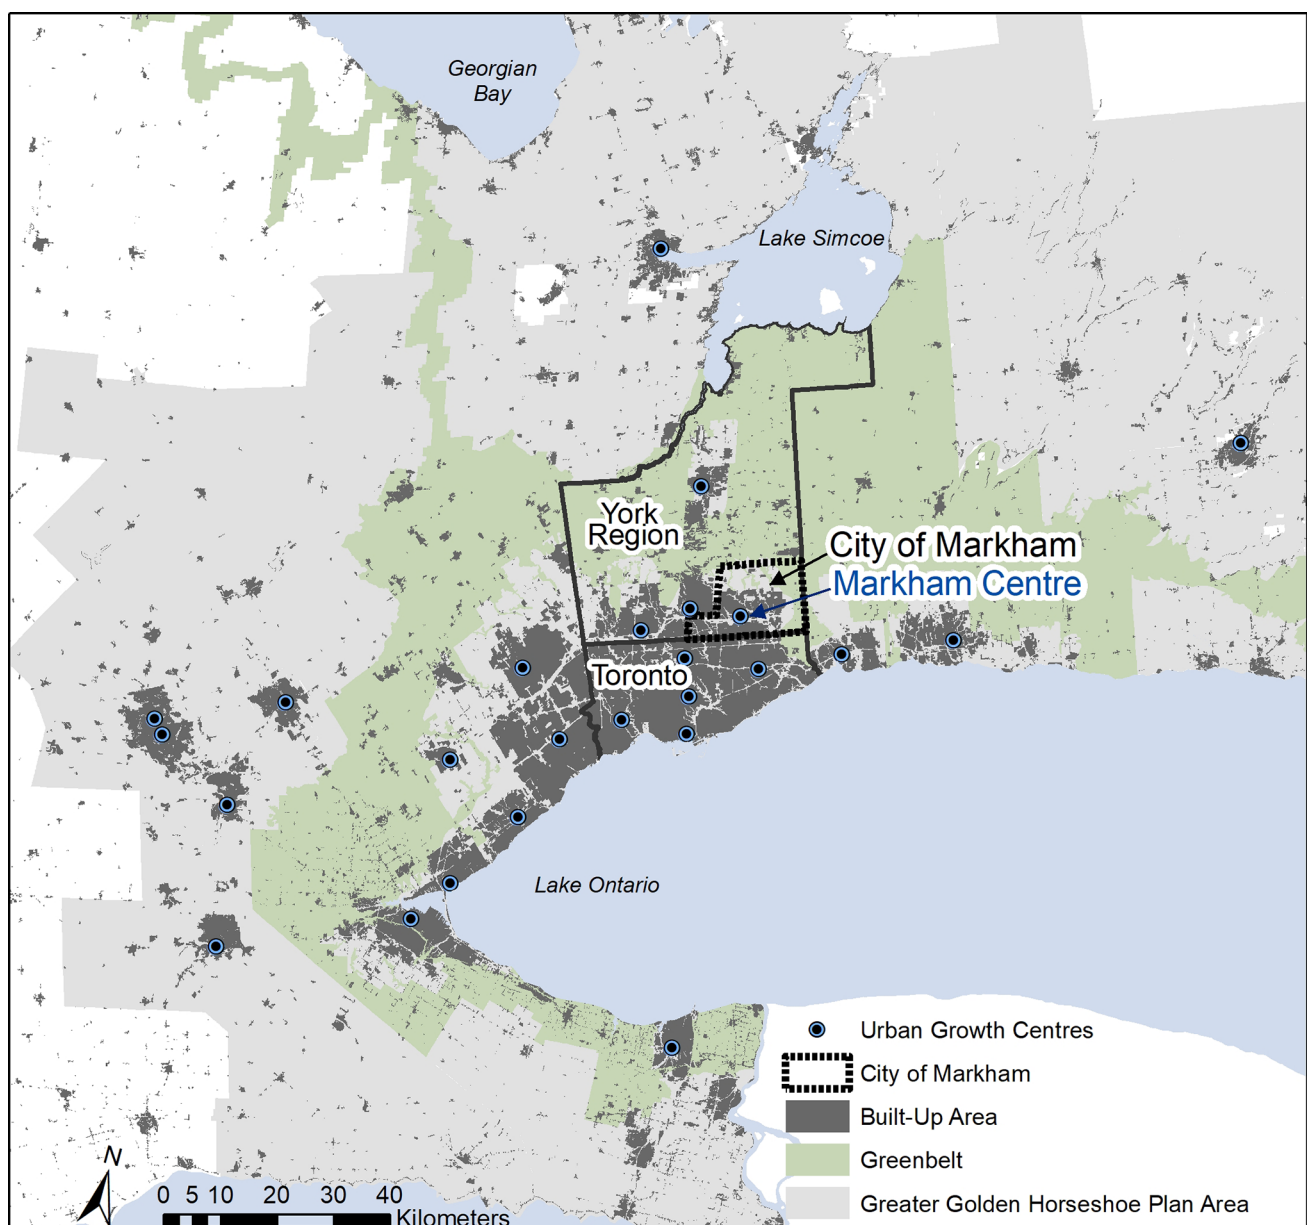 Georgian
Bay
Lake Simcoe
York
Region
City of Markham
Markham Centre
Toronto
Lake Ontario
Urban Growth Centres
City of Markham
Built-Up Area
Greenbelt
Greater Golden Horseshoe Plan Area
N
0 5 10 20 30 40
Kilometers